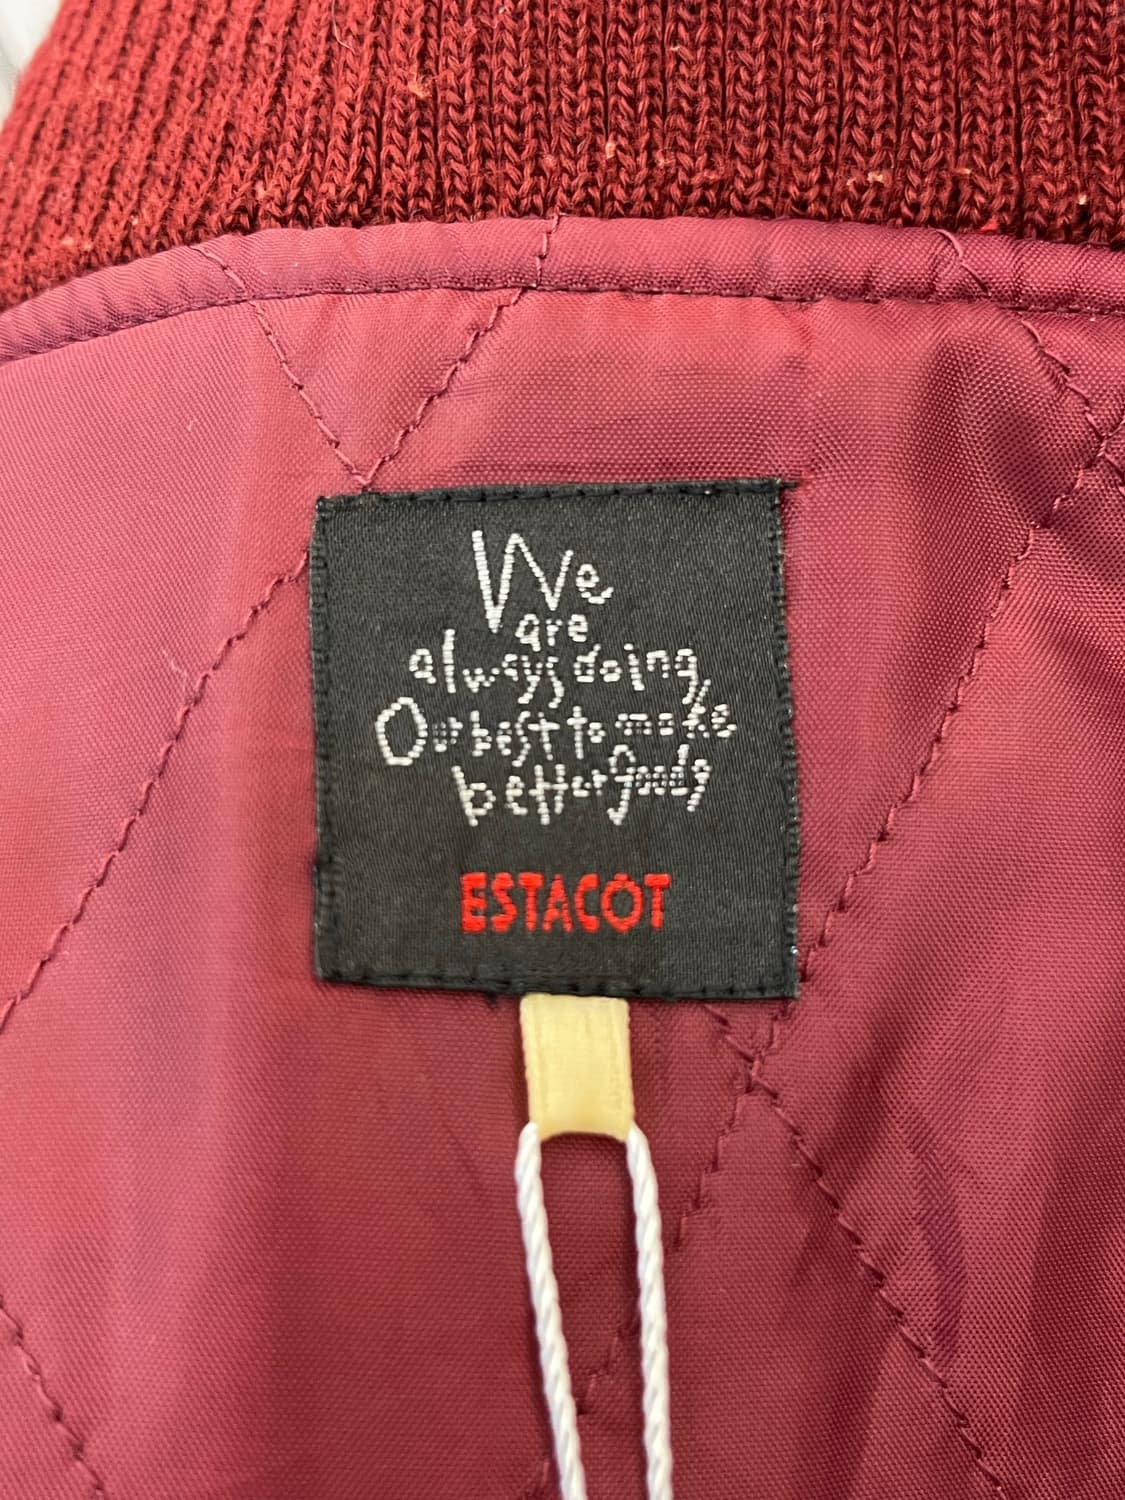 We
are
always doing
Our best to make
better goods
ESTACOT